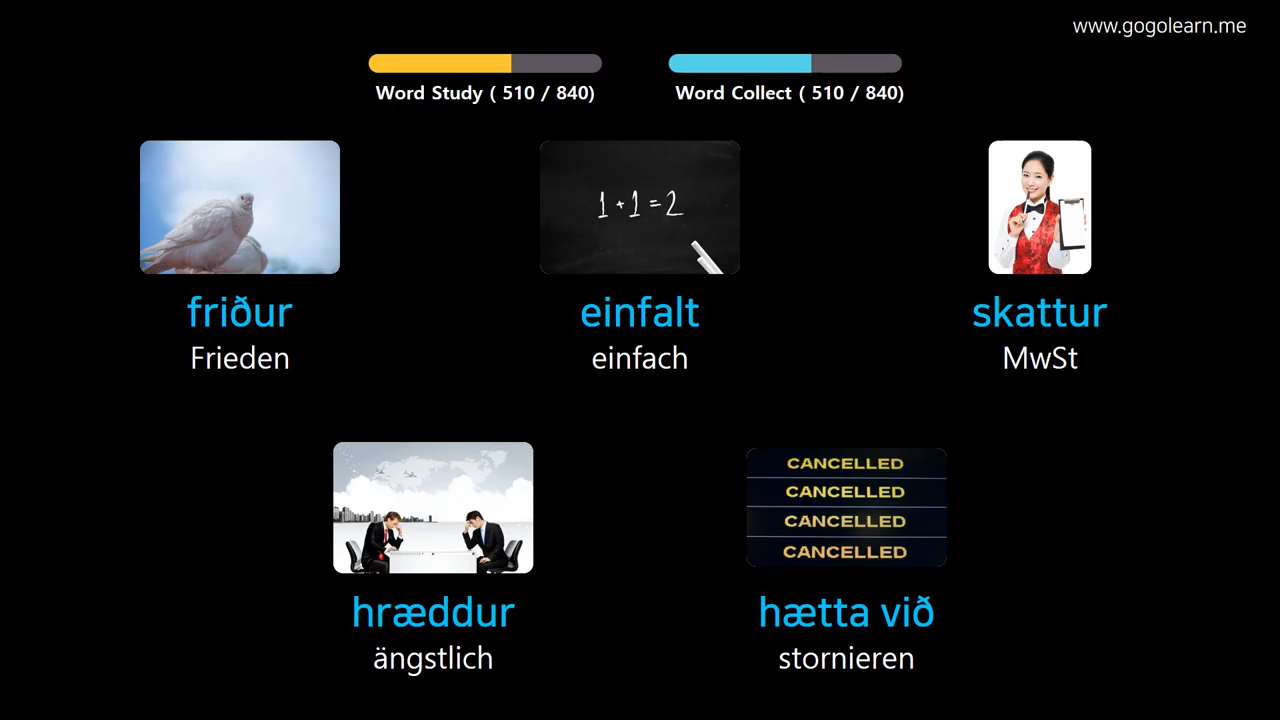 www.gogolearn.me
Word Study ( 510 / 840)
Word Collect ( 510 / 840)
1 + 1 = 2
friður
Frieden
einfalt
einfach
skattur
MwSt
CANCELLED
CANCELLED
CANCELLED
CANCELLED
hræddur
ängstlich
hætta við
stornieren